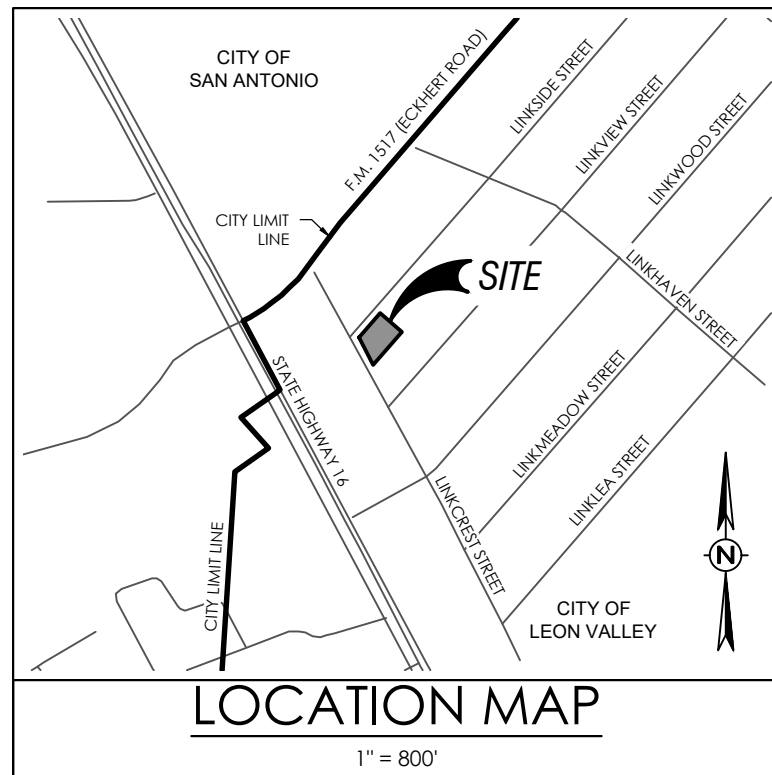 CITY OF
SAN ANTONIO
F.M. 1517 (ECKHERT ROAD)
LINKSIDE STREET
LINKVIEW STREET
LINKWOOD STREET
CITY LIMIT
LINE
SITE
LINKHAVEN STREET
STATE HIGHWAY 16
LINKMEADOW STREET
LINKLEA STREET
LINKCREST STREET
CITY LIMIT LINE
N
CITY OF
LEON VALLEY
LOCATION MAP
1" = 800'